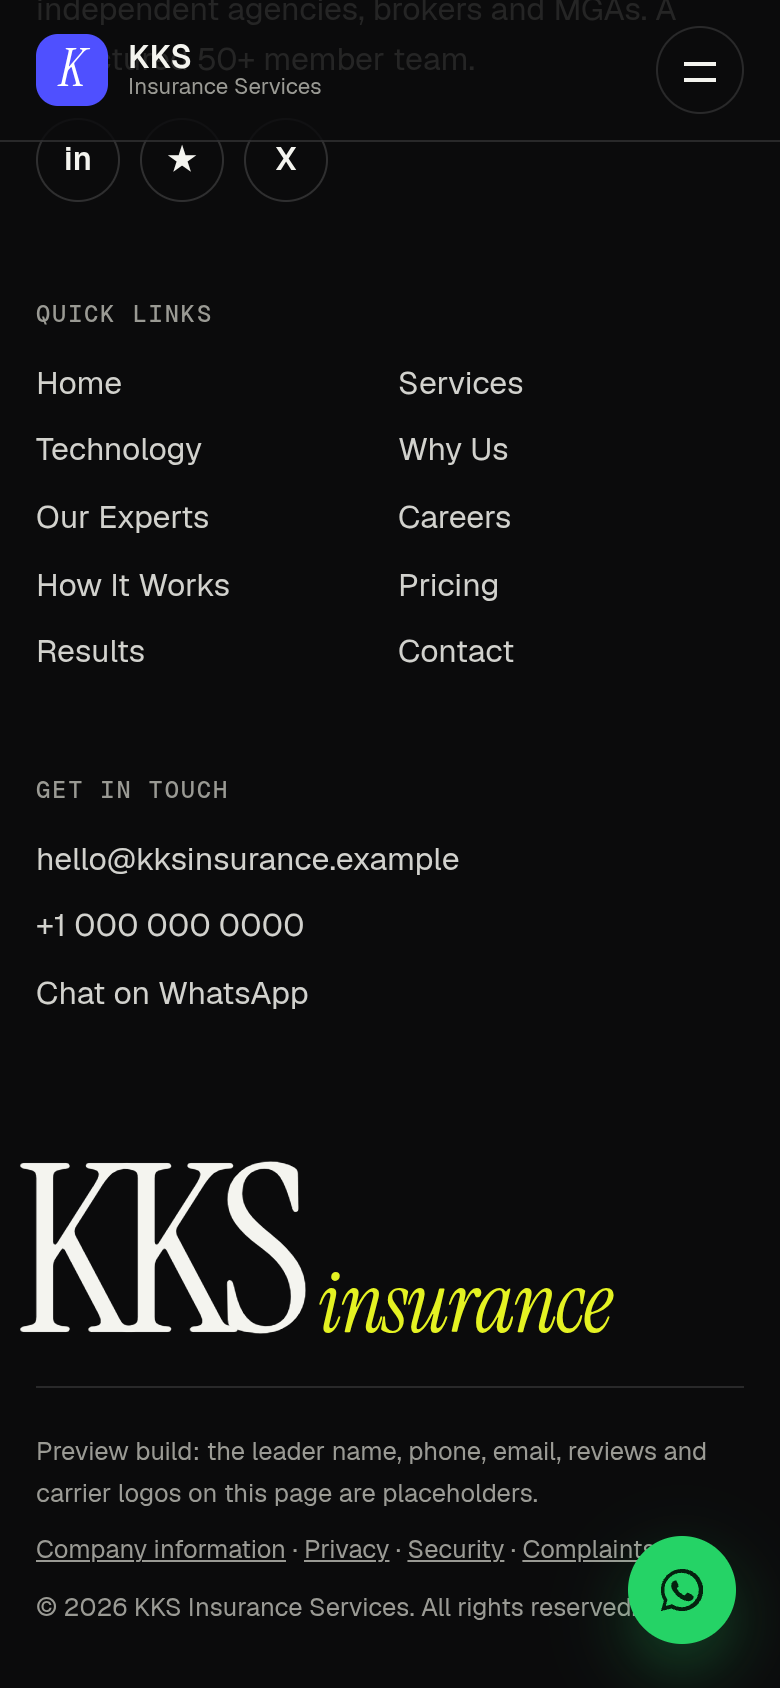 independent agencies, brokers and MGAs. A
50+ member team.
K
KKS
Insurance Services
in ★ X
QUICK LINKS
Home Services
Technology Why Us
Our Experts Careers
How It Works Pricing
Results Contact
GET IN TOUCH
hello@kksinsurance.example
+1 000 000 0000
Chat on WhatsApp
KKS insurance
Preview build: the leader name, phone, email, reviews and
carrier logos on this page are placeholders.
Company information · Privacy · Security · Complaints
© 2026 KKS Insurance Services. All rights reserved.